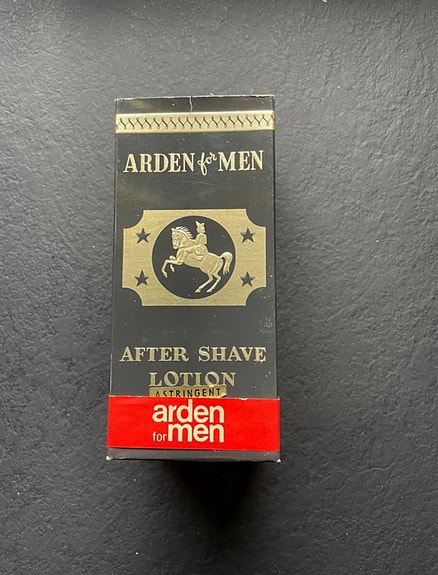 ARDEN for MEN
AFTER SHAVE
LOTION
ASTRINGENT
arden
for men